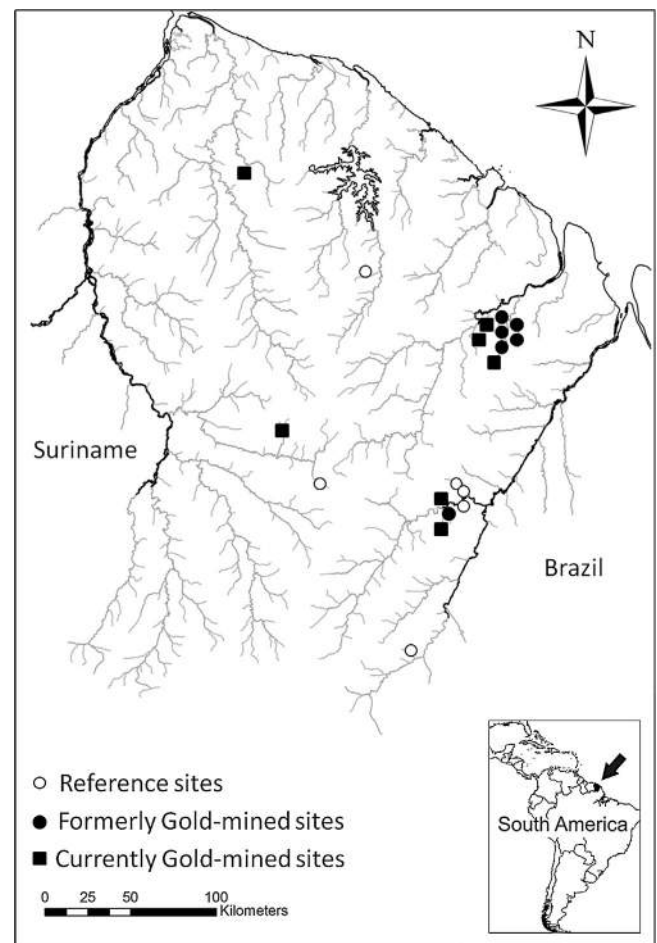 N
Suriname
Brazil
Reference sites
Formerly Gold-mined sites
Currently Gold-mined sites
0 25 50 100
Kilometers
South America